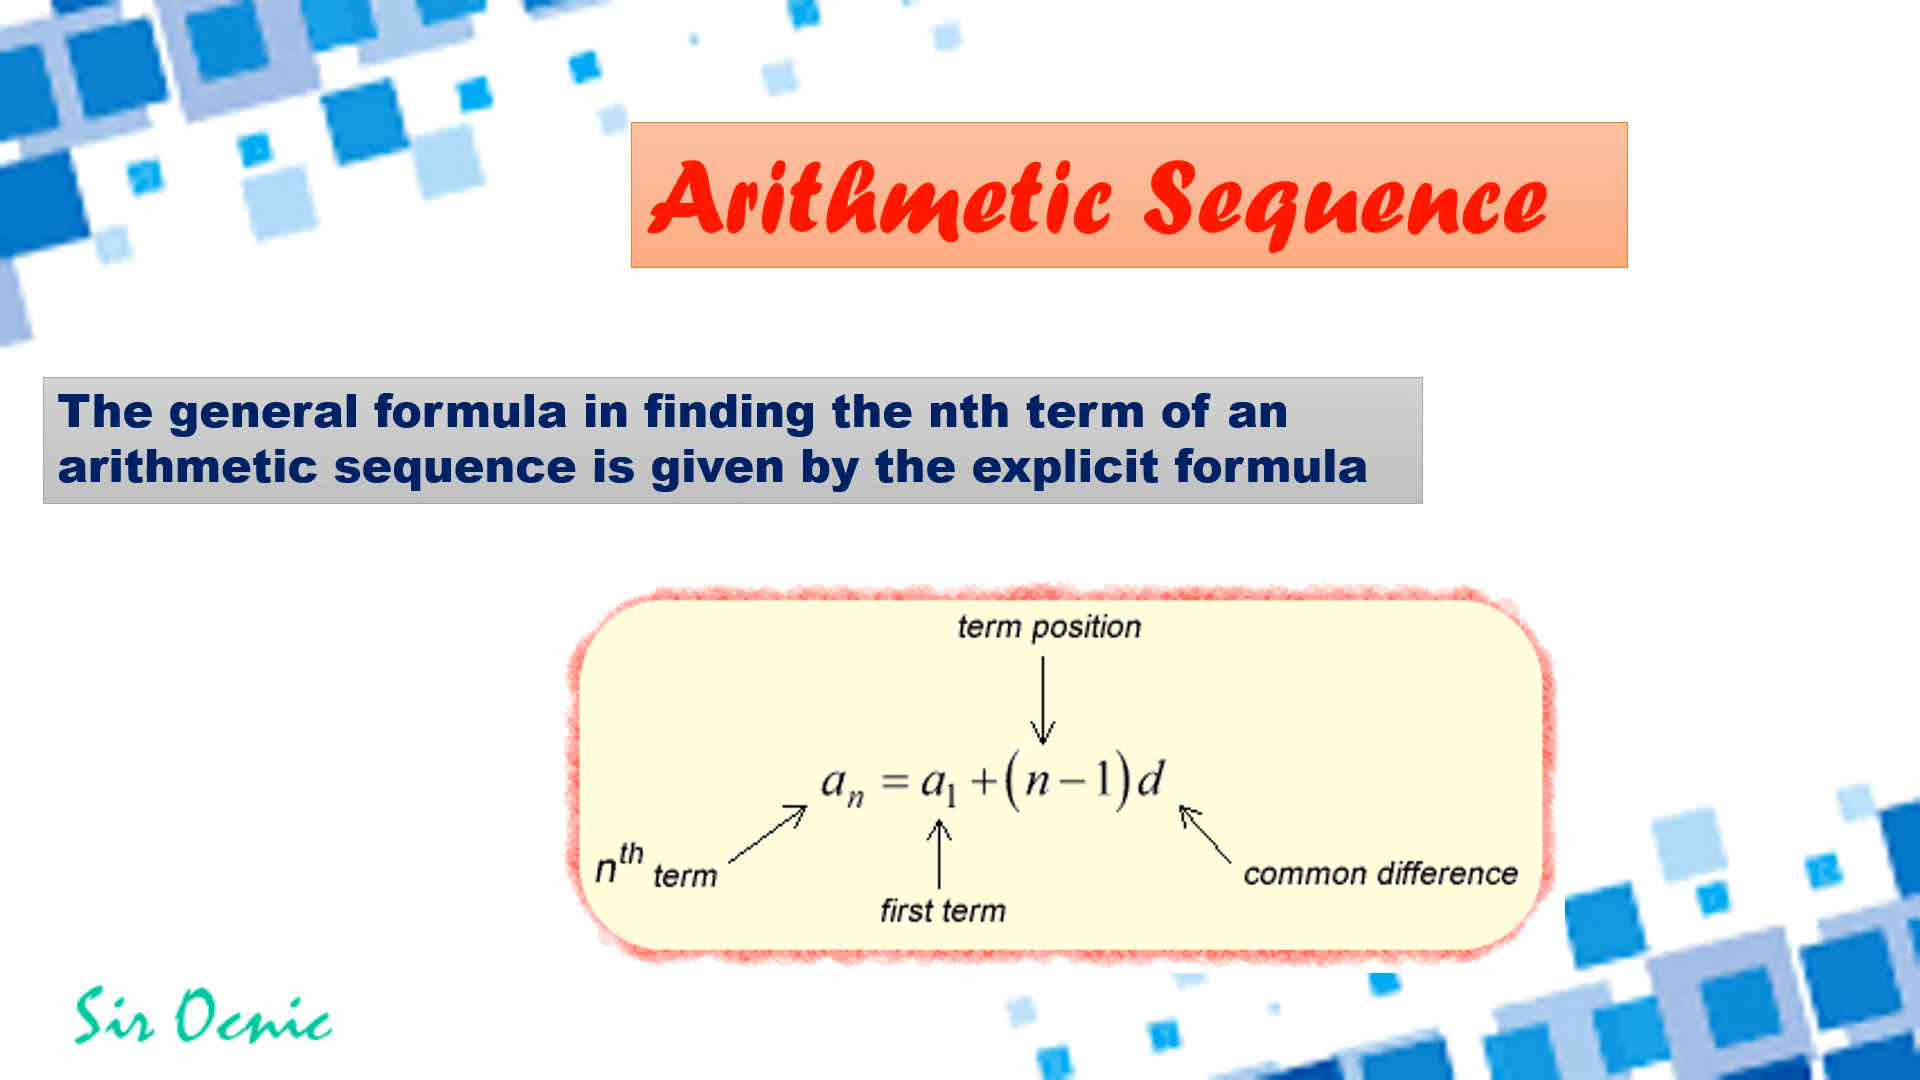 Arithmetic Sequence
The general formula in finding the nth term of an
arithmetic sequence is given by the explicit formula
term position
aₙ = a₁ + (n − 1) d
nᵗʰ term
common difference
first term
Sir Ocnic